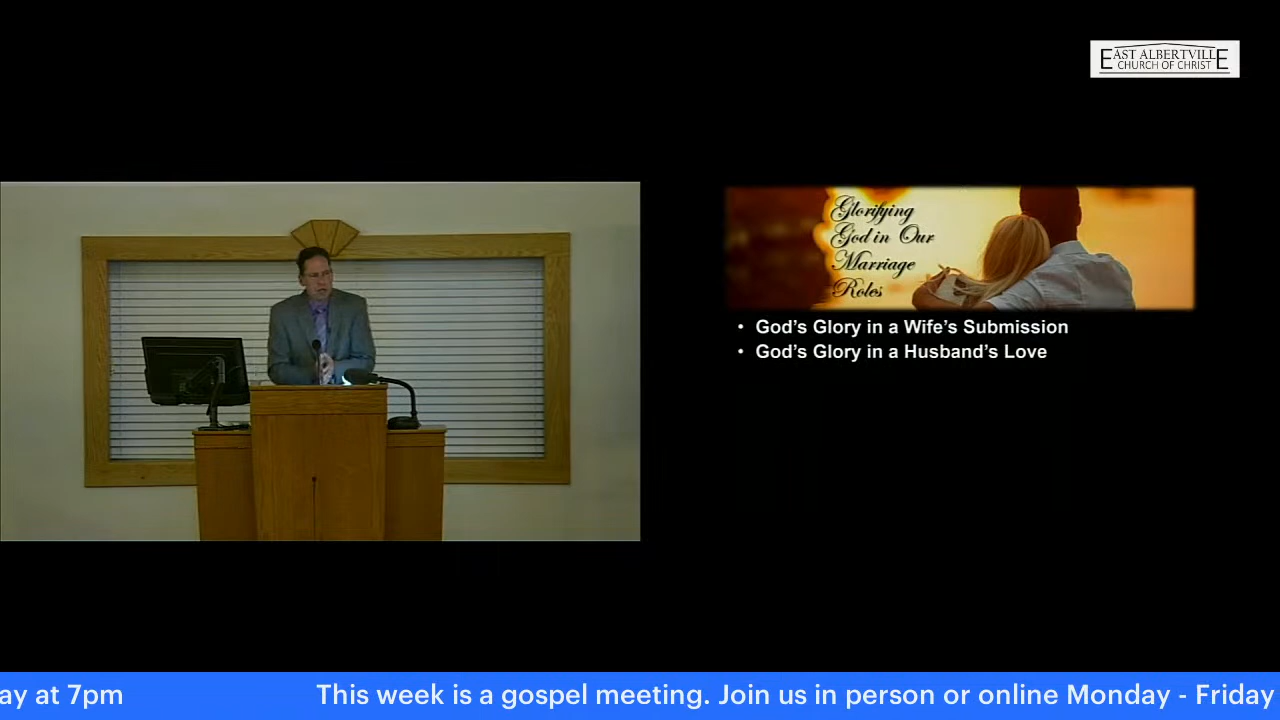 EAST ALBERTVILLE
CHURCH OF CHRIST
Glorifying
God in Our
Marriage
Roles
• God's Glory in a Wife's Submission
• God's Glory in a Husband's Love
ay at 7pm This week is a gospel meeting. Join us in person or online Monday - Friday